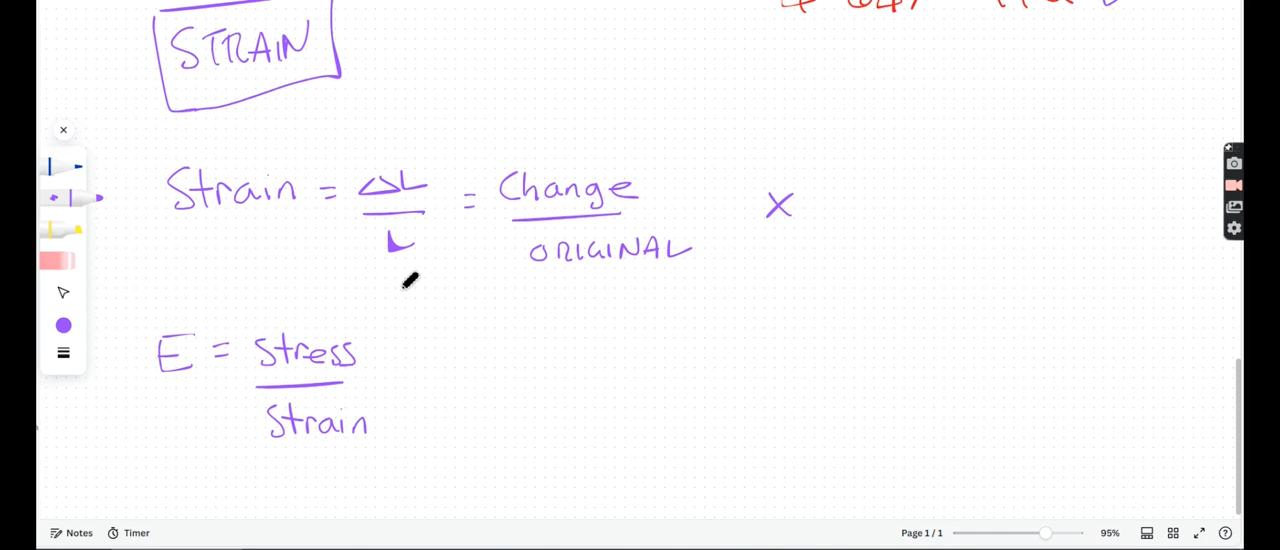 STRAIN
Strain = ΔL = Change X
L ORIGINAL
E = Stress
Strain
Notes Timer Page 1 / 1 95%